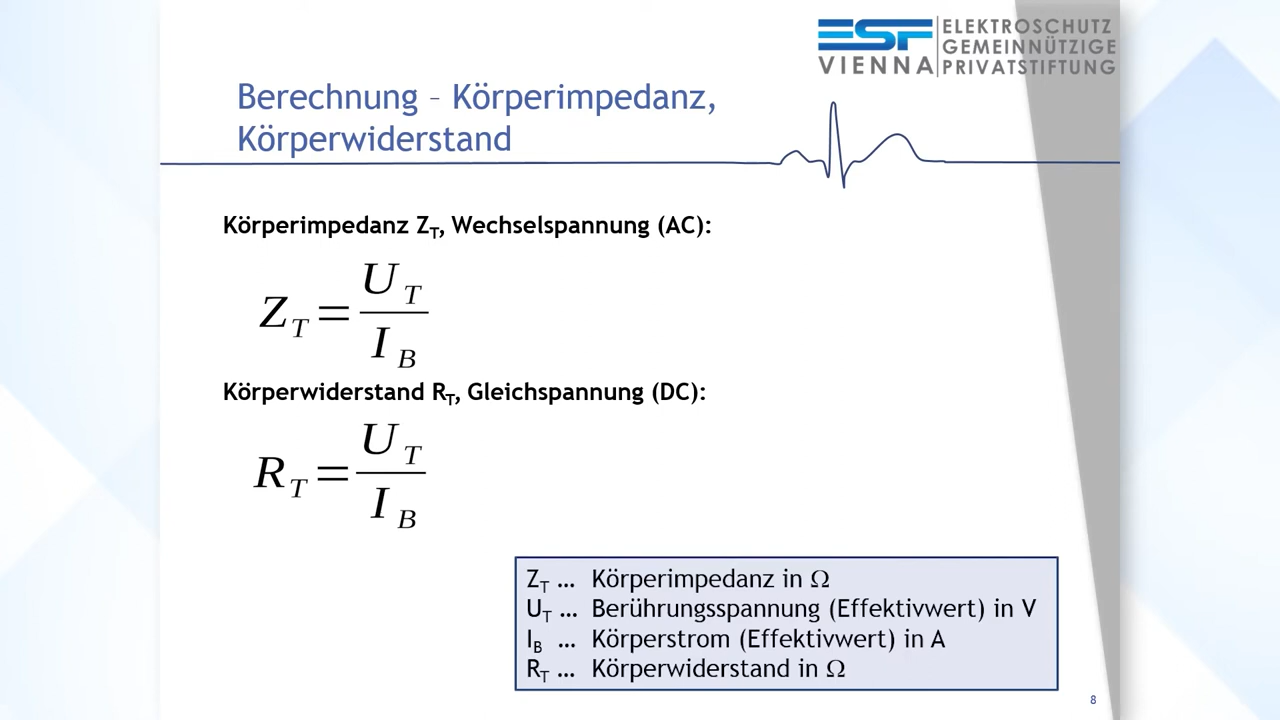 ESF VIENNA
ELEKTROSCHUTZ
GEMEINNÜTZIGE
PRIVATSTIFTUNG
Berechnung – Körperimpedanz,
Körperwiderstand
Körperimpedanz Z_T, Wechselspannung (AC):
Z_T = U_T / I_B
Körperwiderstand R_T, Gleichspannung (DC):
R_T = U_T / I_B
Z_T ... Körperimpedanz in Ω
U_T ... Berührungsspannung (Effektivwert) in V
I_B ... Körperstrom (Effektivwert) in A
R_T ... Körperwiderstand in Ω
8